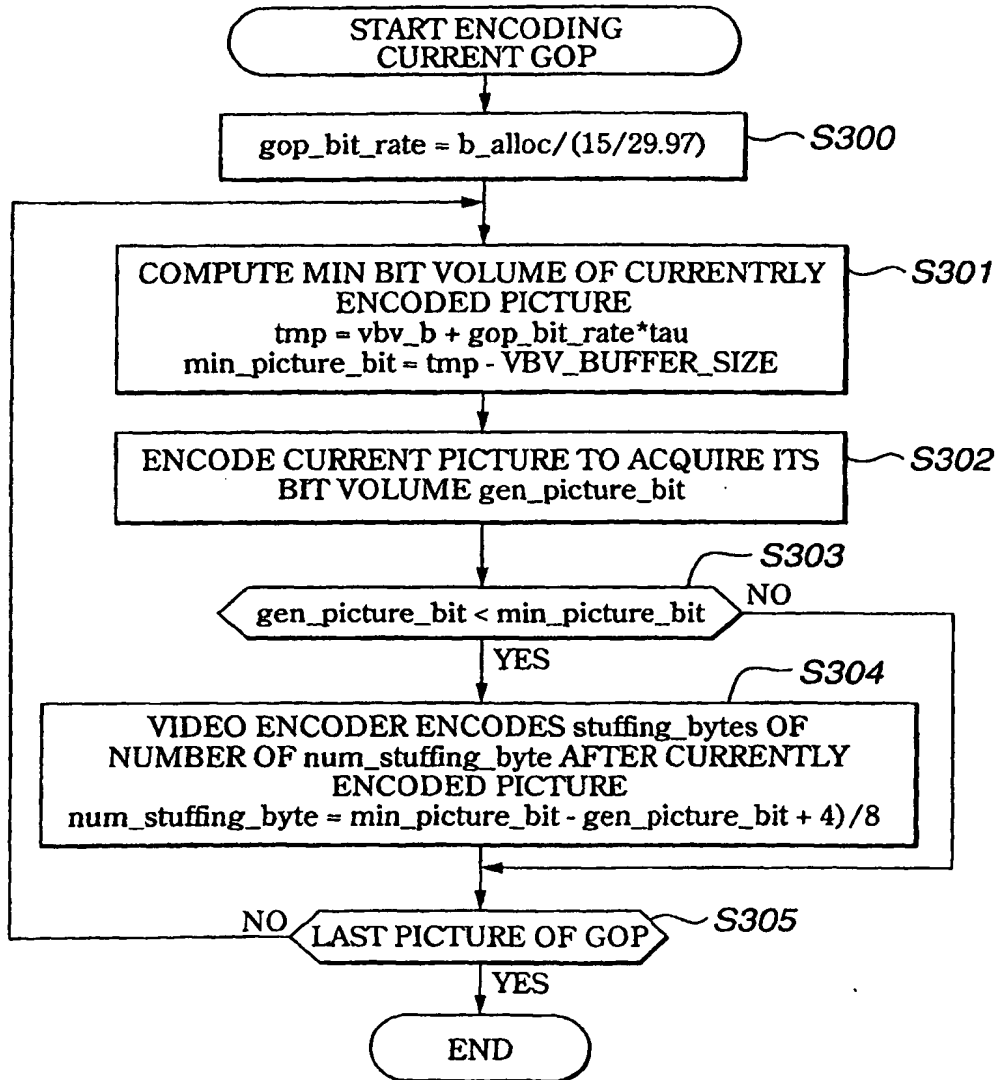 START ENCODING
CURRENT GOP
gop_bit_rate = b_alloc/(15/29.97)
S300
COMPUTE MIN BIT VOLUME OF CURRENTRLY
ENCODED PICTURE
tmp = vbv_b + gop_bit_rate*tau
min_picture_bit = tmp - VBV_BUFFER_SIZE
S301
ENCODE CURRENT PICTURE TO ACQUIRE ITS
BIT VOLUME gen_picture_bit
S302
S303
gen_picture_bit < min_picture_bit
NO
YES
S304
VIDEO ENCODER ENCODES stuffing_bytes OF
NUMBER OF num_stuffing_byte AFTER CURRENTLY
ENCODED PICTURE
num_stuffing_byte = min_picture_bit - gen_picture_bit + 4)/8
NO
LAST PICTURE OF GOP
S305
YES
END